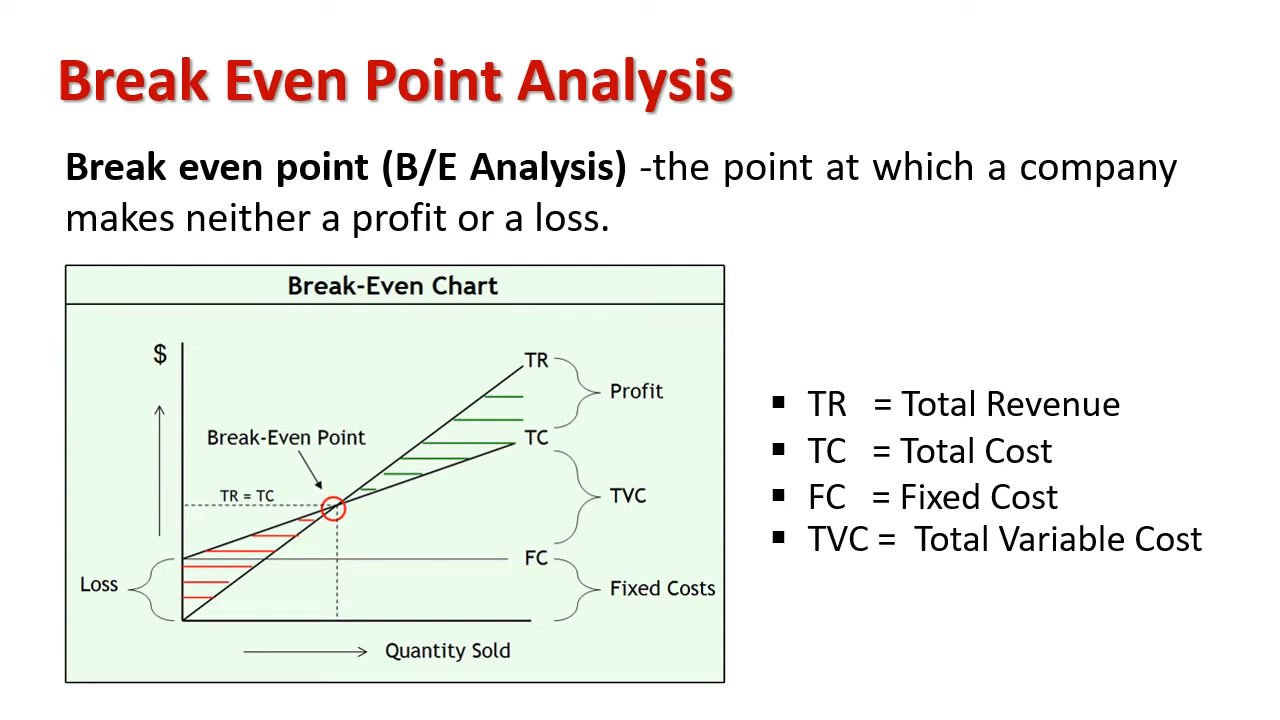 Break Even Point Analysis
Break even point (B/E Analysis) -the point at which a company
makes neither a profit or a loss.
Break-Even Chart
$
TR
Profit
Break-Even Point
TC
TR = TC
TVC
FC
Loss
Fixed Costs
Quantity Sold
▪ TR = Total Revenue
▪ TC = Total Cost
▪ FC = Fixed Cost
▪ TVC = Total Variable Cost